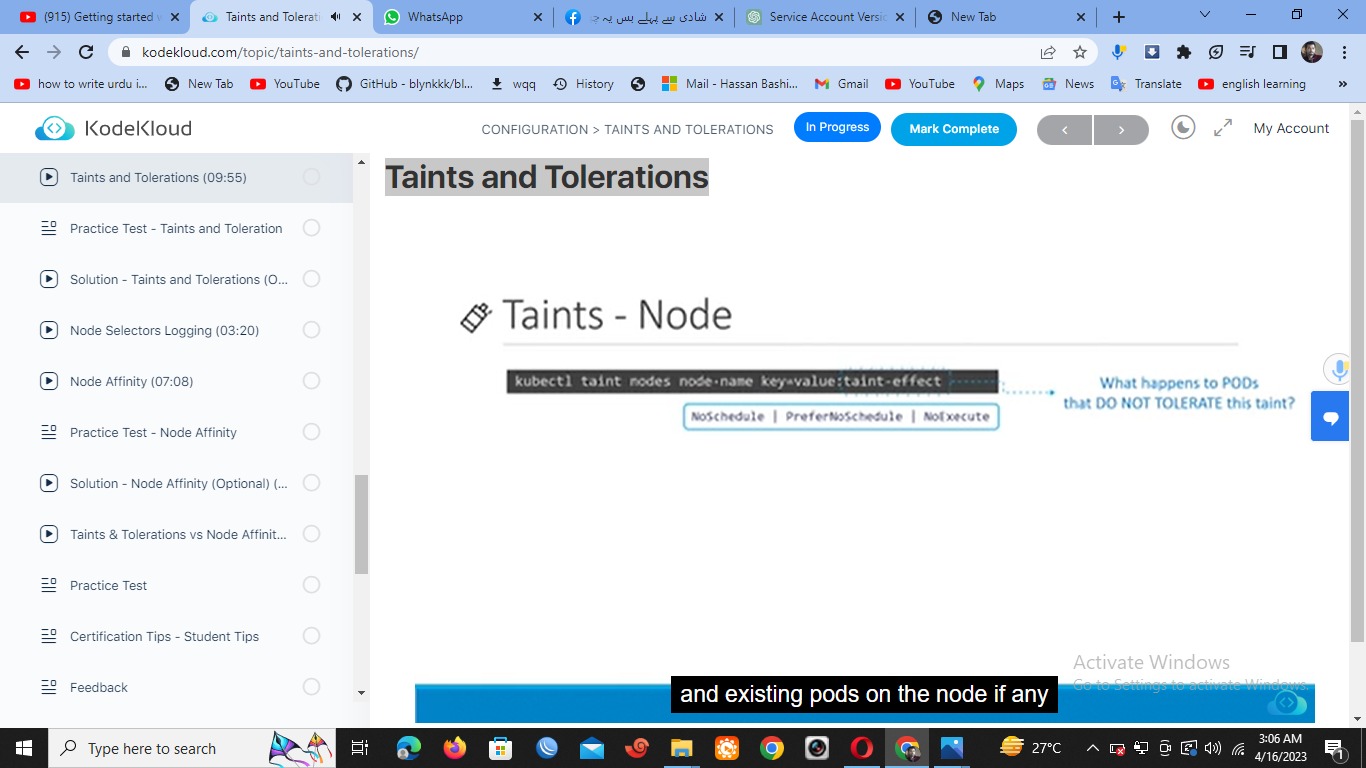 (915) Getting started w
Taints and Tolerati
WhatsApp
شادی سے پہلے بس یہ چ
Service Account Versio
New Tab
kodekloud.com/topic/taints-and-tolerations/
how to write urdu i...
New Tab
YouTube
GitHub - blynkkk/bl...
wqq
History
Mail - Hassan Bashi...
Gmail
YouTube
Maps
News
Translate
english learning
»
KodeKloud
CONFIGURATION > TAINTS AND TOLERATIONS
In Progress
Mark Complete
<
>
My Account
Taints and Tolerations (09:55)
Practice Test - Taints and Toleration
Solution - Taints and Tolerations (O...
Node Selectors Logging (03:20)
Node Affinity (07:08)
Practice Test - Node Affinity
Solution - Node Affinity (Optional) (...
Taints & Tolerations vs Node Affinit...
Practice Test
Certification Tips - Student Tips
Feedback
Taints and Tolerations
Taints - Node
kubectl taint nodes node-name key=value:taint-effect
NoSchedule | PreferNoSchedule | NoExecute
What happens to PODs
that DO NOT TOLERATE this taint?
and existing pods on the node if any
Activate Windows
Go to Settings to activate Windows.
Type here to search
27°C
3:06 AM
4/16/2023
1